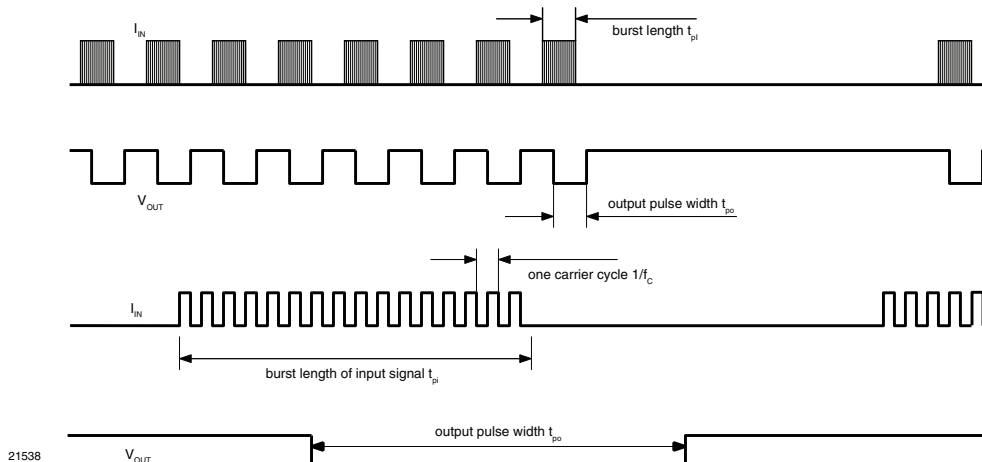 I_IN
burst length t_pi
V_OUT
output pulse width t_po
one carrier cycle 1/f_C
I_IN
burst length of input signal t_pi
output pulse width t_po
V_OUT
21538